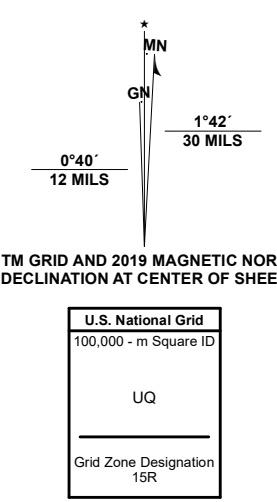 ★
MN
GN
1°42´
30 MILS
0°40´
12 MILS
TM GRID AND 2019 MAGNETIC NOR
DECLINATION AT CENTER OF SHEE
U.S. National Grid
100,000 - m Square ID
UQ
Grid Zone Designation
15R